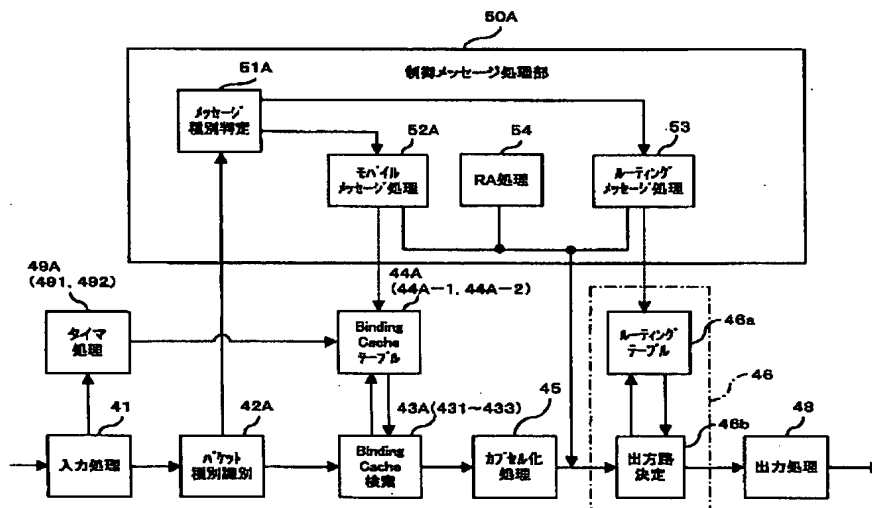 50A
制御メッセージ処理部
51A
メッセージ
種別判定
52A
モバイル
メッセージ処理
54
RA処理
53
ルーティング
メッセージ処理
49A
(491, 492)
タイマ
処理
44A
(44A-1, 44A-2)
Binding
Cache
テーブル
46a
ルーティング
テーブル
46
41
入力処理
42A
パケット
種別識別
43A(431~433)
Binding
Cache
検索
45
カプセル化
処理
46b
出方路
決定
48
出力処理